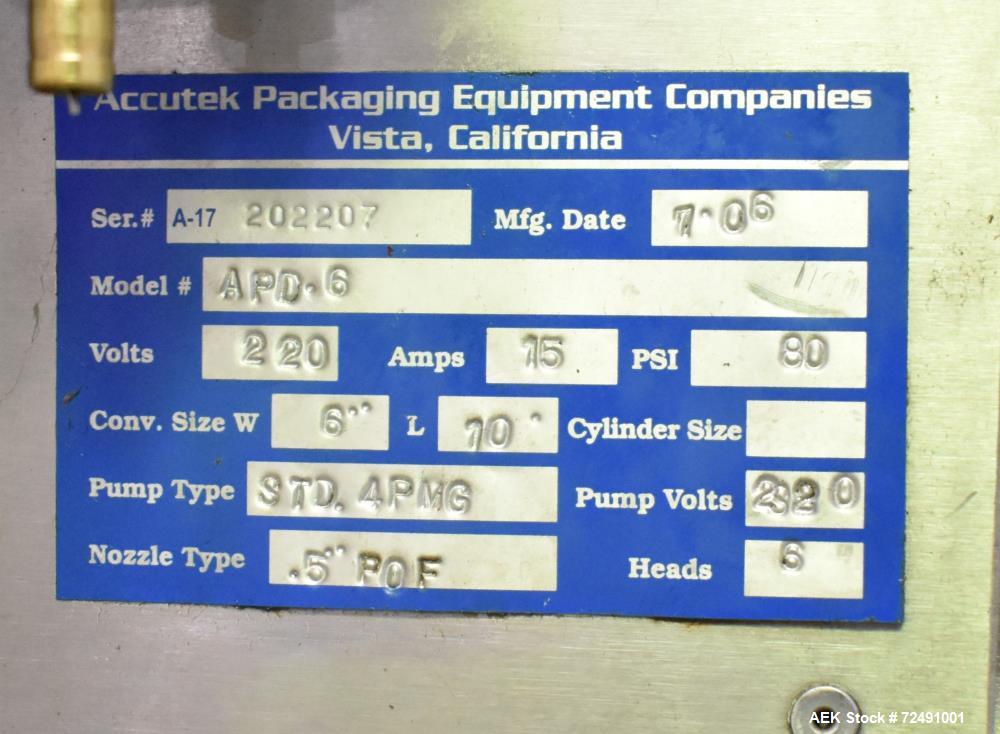 Accutek Packaging Equipment Companies
Vista, California
Ser.# A-17 202207 Mfg. Date 7·06
Model # APD·6
Volts 220 Amps 15 PSI 80
Conv. Size W 6" L 10" Cylinder Size
Pump Type STD. 4PMG Pump Volts 220
Nozzle Type .5" POF Heads 6
AEK Stock # 72491001